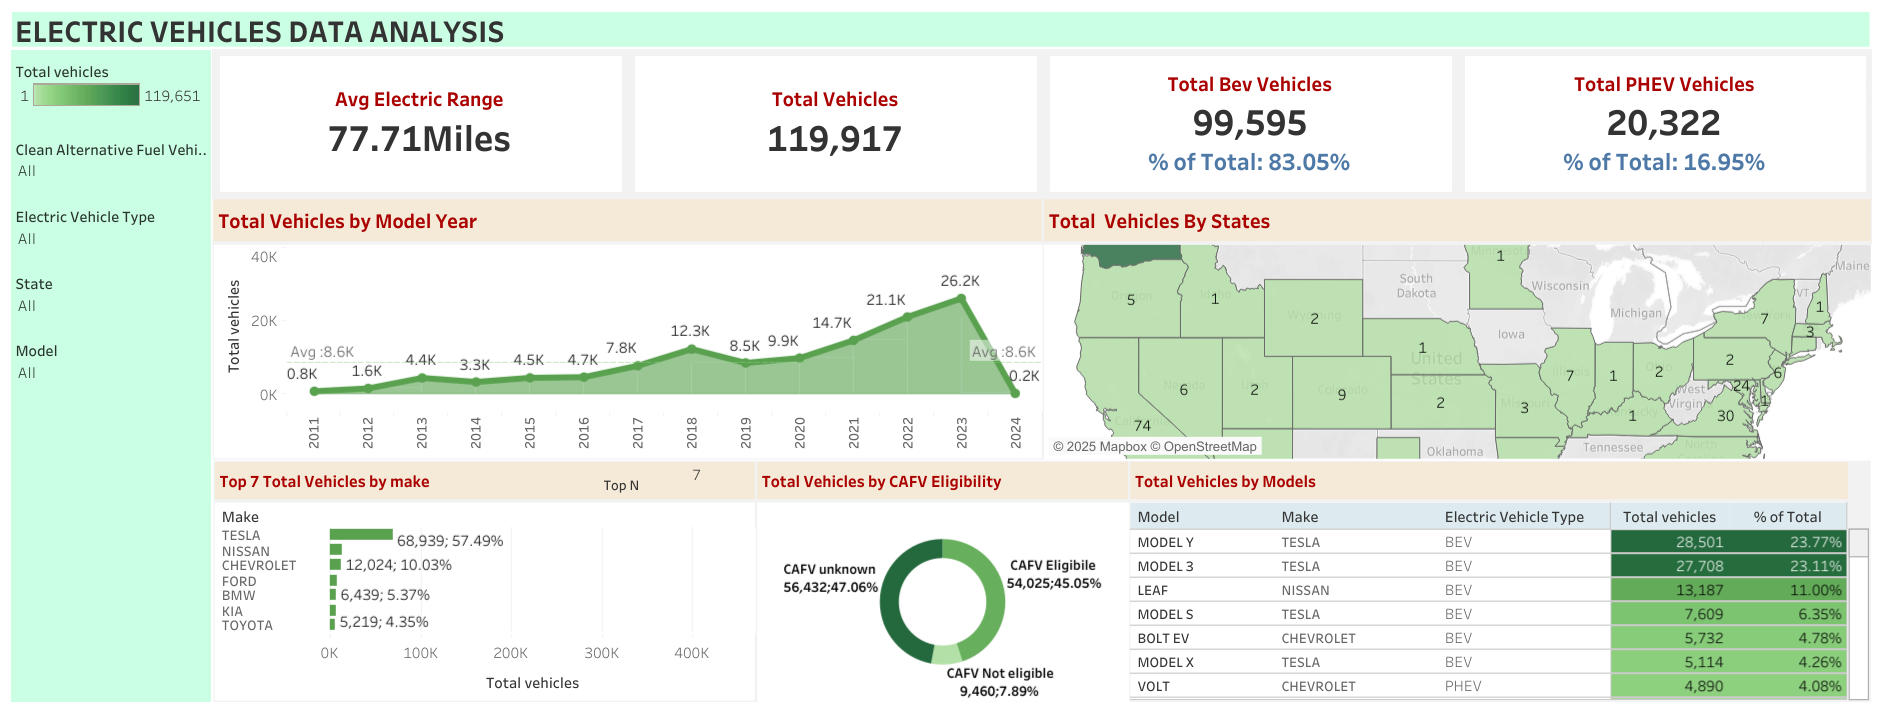 ELECTRIC VEHICLES DATA ANALYSIS
Total vehicles
1 119,651
Clean Alternative Fuel Vehi..
All
Electric Vehicle Type
All
State
All
Model
All
Avg Electric Range
77.71Miles
Total Vehicles
119,917
Total Bev Vehicles
99,595
% of Total: 83.05%
Total PHEV Vehicles
20,322
% of Total: 16.95%
Total Vehicles by Model Year
Total vehicles
40K
20K
0K
Avg :8.6K
Avg :8.6K
0.8K 1.6K 4.4K 3.3K 4.5K 4.7K 7.8K 12.3K 8.5K 9.9K 14.7K 21.1K 26.2K 0.2K
2011 2012 2013 2014 2015 2016 2017 2018 2019 2020 2021 2022 2023 2024
Total Vehicles By States
Minnesota
1
Maine
South
Dakota
Wisconsin
VT
Oregon
5
Idaho
1
Wyoming
2
Michigan
New York
7
1
Iowa
3
United
States
1
Nevada
6
Utah
2
Colorado
9
2
Missouri
3
Illinois
7
1
Ohio
2
2
6
24
1
West
Virginia
30
California
74
1
Oklahoma
Tennessee
North
© 2025 Mapbox © OpenStreetMap
Top 7 Total Vehicles by make
Top N
7
Make
TESLA
68,939; 57.49%
NISSAN
CHEVROLET
12,024; 10.03%
FORD
BMW
6,439; 5.37%
KIA
TOYOTA
5,219; 4.35%
0K 100K 200K 300K 400K
Total vehicles
Total Vehicles by CAFV Eligibility
CAFV unknown
56,432;47.06%
CAFV Eligibile
54,025;45.05%
CAFV Not eligible
9,460;7.89%
Total Vehicles by Models
Model Make Electric Vehicle Type Total vehicles % of Total
MODEL Y TESLA BEV 28,501 23.77%
MODEL 3 TESLA BEV 27,708 23.11%
LEAF NISSAN BEV 13,187 11.00%
MODEL S TESLA BEV 7,609 6.35%
BOLT EV CHEVROLET BEV 5,732 4.78%
MODEL X TESLA BEV 5,114 4.26%
VOLT CHEVROLET PHEV 4,890 4.08%